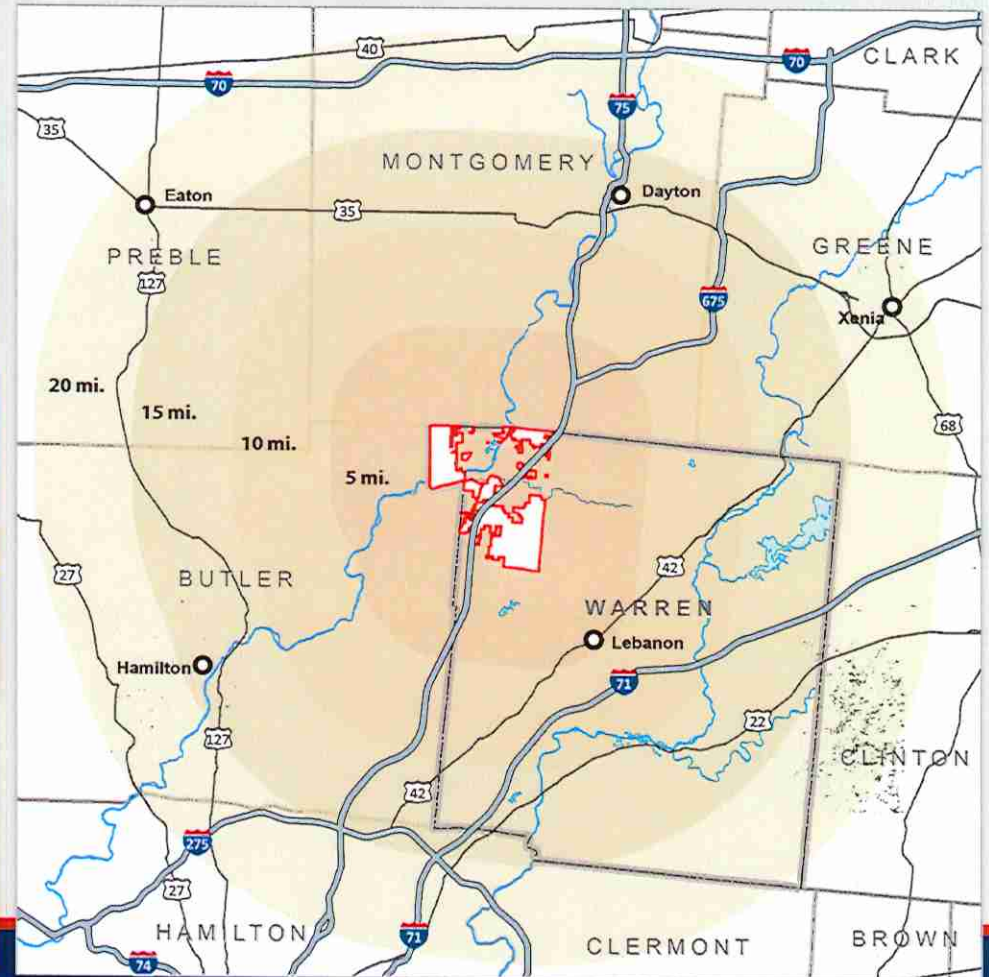 40
70
70
CLARK
75
35
MONTGOMERY
Eaton
Dayton
35
PREBLE
GREENE
127
675
Xenia
20 mi.
15 mi.
68
10 mi.
5 mi.
27
BUTLER
42
WARREN
Lebanon
Hamilton
71
22
127
CLINTON
42
275
27
HAMILTON
71
CLERMONT
BROWN
74